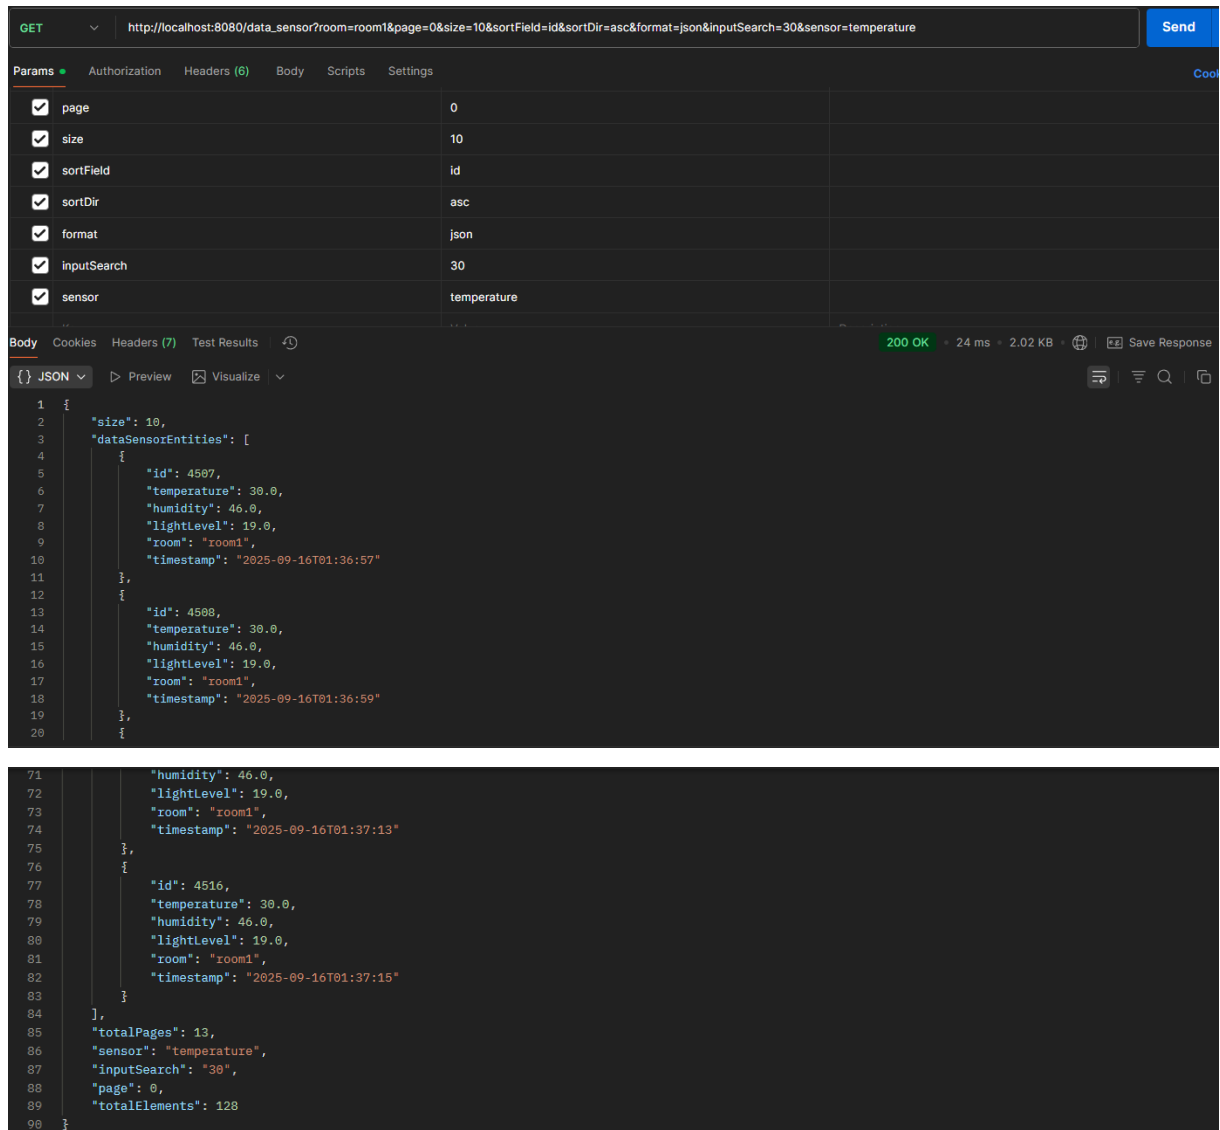 GET http://localhost:8080/data_sensor?room=room1&page=0&size=10&sortField=id&sortDir=asc&format=json&inputSearch=30&sensor=temperature Send
Params Authorization Headers (6) Body Scripts Settings
page 0
size 10
sortField id
sortDir asc
format json
inputSearch 30
sensor temperature
Body Cookies Headers (7) Test Results 200 OK • 24 ms • 2.02 KB Save Response
{} JSON Preview Visualize
1 {
2 "size": 10,
3 "dataSensorEntities": [
4 {
5 "id": 4507,
6 "temperature": 30.0,
7 "humidity": 46.0,
8 "lightLevel": 19.0,
9 "room": "room1",
10 "timestamp": "2025-09-16T01:36:57"
11 },
12 {
13 "id": 4508,
14 "temperature": 30.0,
15 "humidity": 46.0,
16 "lightLevel": 19.0,
17 "room": "room1",
18 "timestamp": "2025-09-16T01:36:59"
19 },
20 {
71 "humidity": 46.0,
72 "lightLevel": 19.0,
73 "room": "room1",
74 "timestamp": "2025-09-16T01:37:13"
75 },
76 {
77 "id": 4516,
78 "temperature": 30.0,
79 "humidity": 46.0,
80 "lightLevel": 19.0,
81 "room": "room1",
82 "timestamp": "2025-09-16T01:37:15"
83 }
84 ],
85 "totalPages": 13,
86 "sensor": "temperature",
87 "inputSearch": "30",
88 "page": 0,
89 "totalElements": 128
90 }